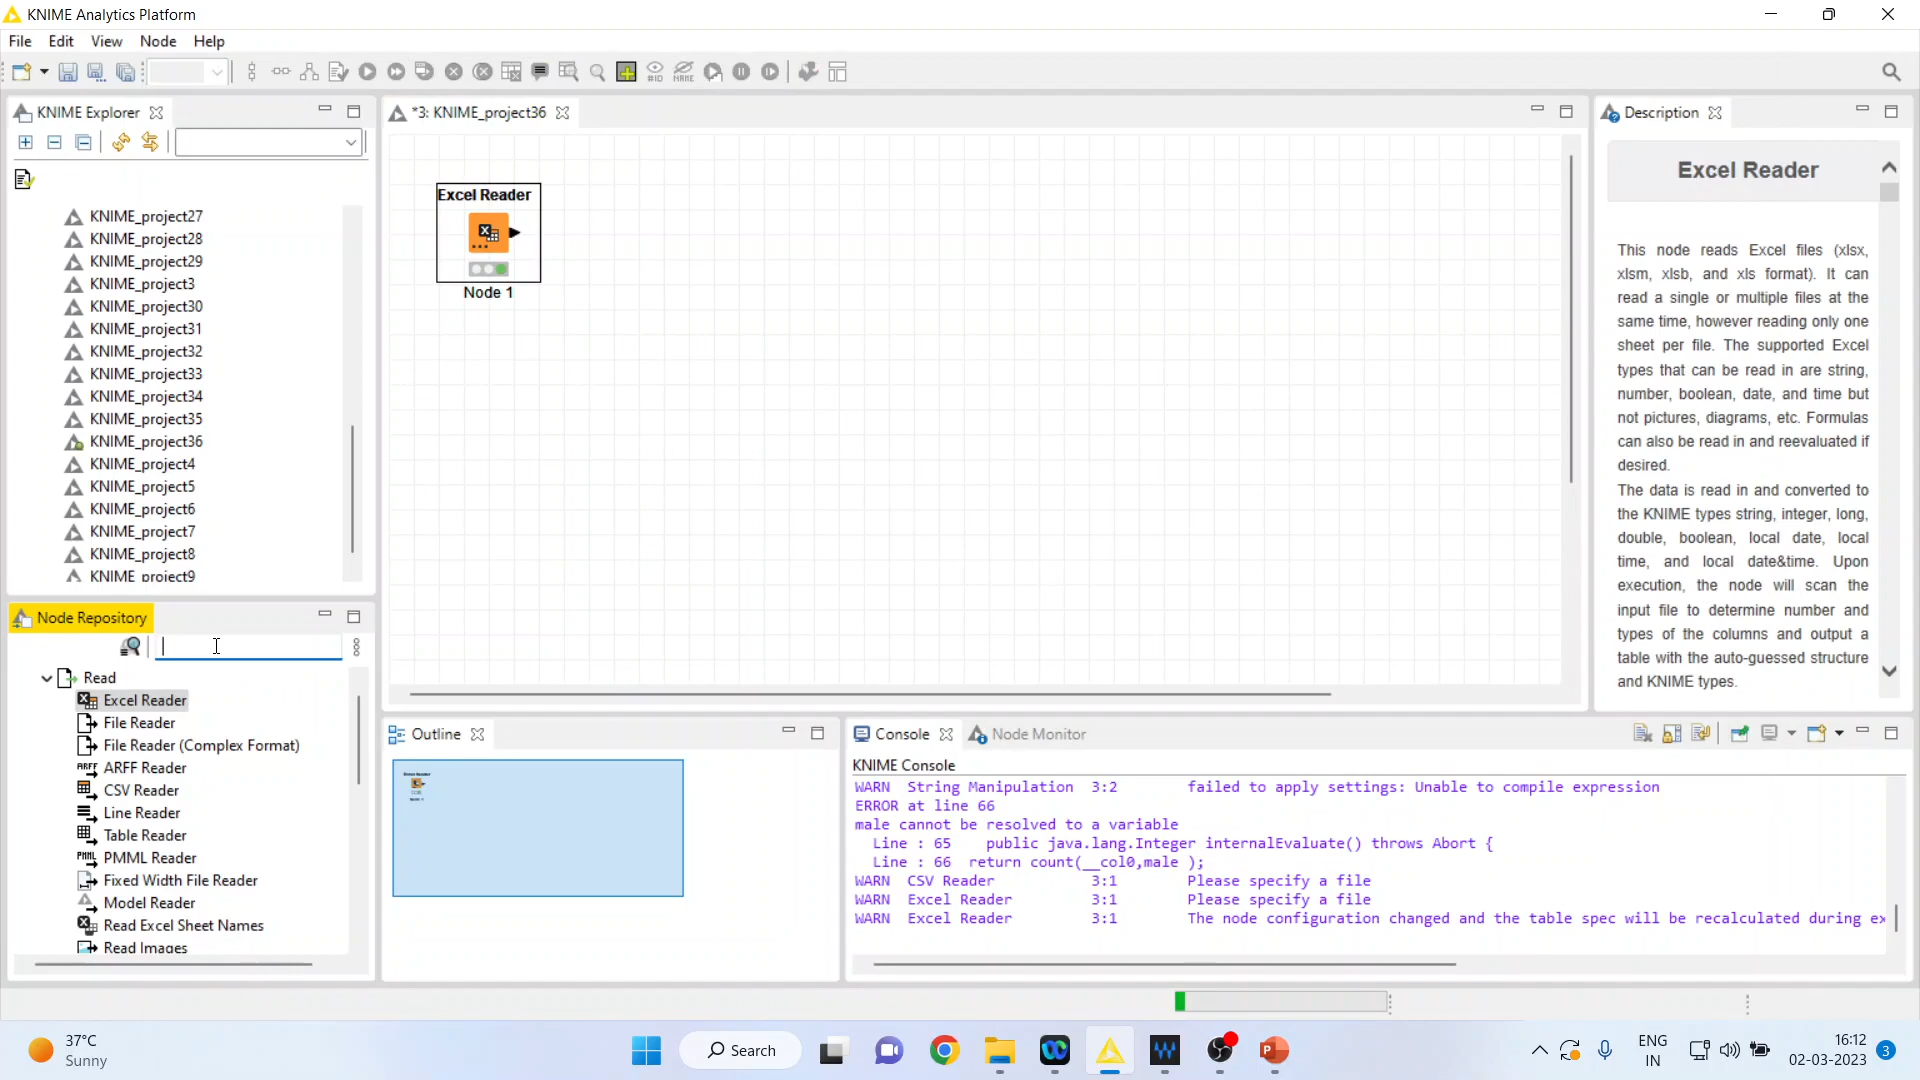 KNIME Analytics Platform
File Edit View Node Help
#ID NAME
KNIME Explorer
KNIME_project27
KNIME_project28
KNIME_project29
KNIME_project3
KNIME_project30
KNIME_project31
KNIME_project32
KNIME_project33
KNIME_project34
KNIME_project35
KNIME_project36
KNIME_project4
KNIME_project5
KNIME_project6
KNIME_project7
KNIME_project8
KNIME_project9
*3: KNIME_project36
Excel Reader
Node 1
Description
Excel Reader
This node reads Excel files (xlsx,
xlsm, xlsb, and xls format). It can
read a single or multiple files at the
same time, however reading only one
sheet per file. The supported Excel
types that can be read in are string,
number, boolean, date, and time but
not pictures, diagrams, etc. Formulas
can also be read in and reevaluated if
desired.
The data is read in and converted to
the KNIME types string, integer, long,
double, boolean, local date, local
time, and local date&time. Upon
execution, the node will scan the
input file to determine number and
types of the columns and output a
table with the auto-guessed structure
and KNIME types.
Node Repository
Read
Excel Reader
File Reader
File Reader (Complex Format)
ARFF ARFF Reader
CSV Reader
Line Reader
Table Reader
PMML PMML Reader
Fixed Width File Reader
Model Reader
Read Excel Sheet Names
Read Images
Outline
Excel Reader
Node 1
Console Node Monitor
KNIME Console
WARN String Manipulation 3:2 failed to apply settings: Unable to compile expression
ERROR at line 66
male cannot be resolved to a variable
Line : 65 public java.lang.Integer internalEvaluate() throws Abort {
Line : 66 return count(__col0,male );
WARN CSV Reader 3:1 Please specify a file
WARN Excel Reader 3:1 Please specify a file
WARN Excel Reader 3:1 The node configuration changed and the table spec will be recalculated during ex
37°C
Sunny
Search
ENG
IN
16:12
02-03-2023
3